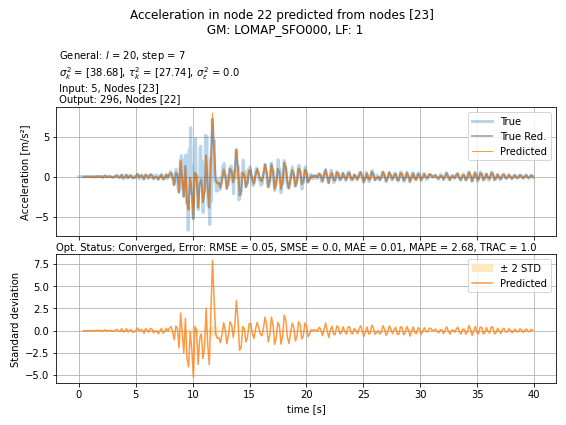 Acceleration in node 22 predicted from nodes [23]
GM: LOMAP_SFO000, LF: 1
General: l = 20, step = 7
σ²ₖ = [38.68], τ²ₖ = [27.74], σ²ε = 0.0
Input: 5, Nodes [23]
Output: 296, Nodes [22]
Acceleration [m/s²]
5
0
−5
True
True Red.
Predicted
Opt. Status: Converged, Error: RMSE = 0.05, SMSE = 0.0, MAE = 0.01, MAPE = 2.68, TRAC = 1.0
Standard deviation
7.5
5.0
2.5
0.0
−2.5
−5.0
± 2 STD
Predicted
0 5 10 15 20 25 30 35 40
time [s]